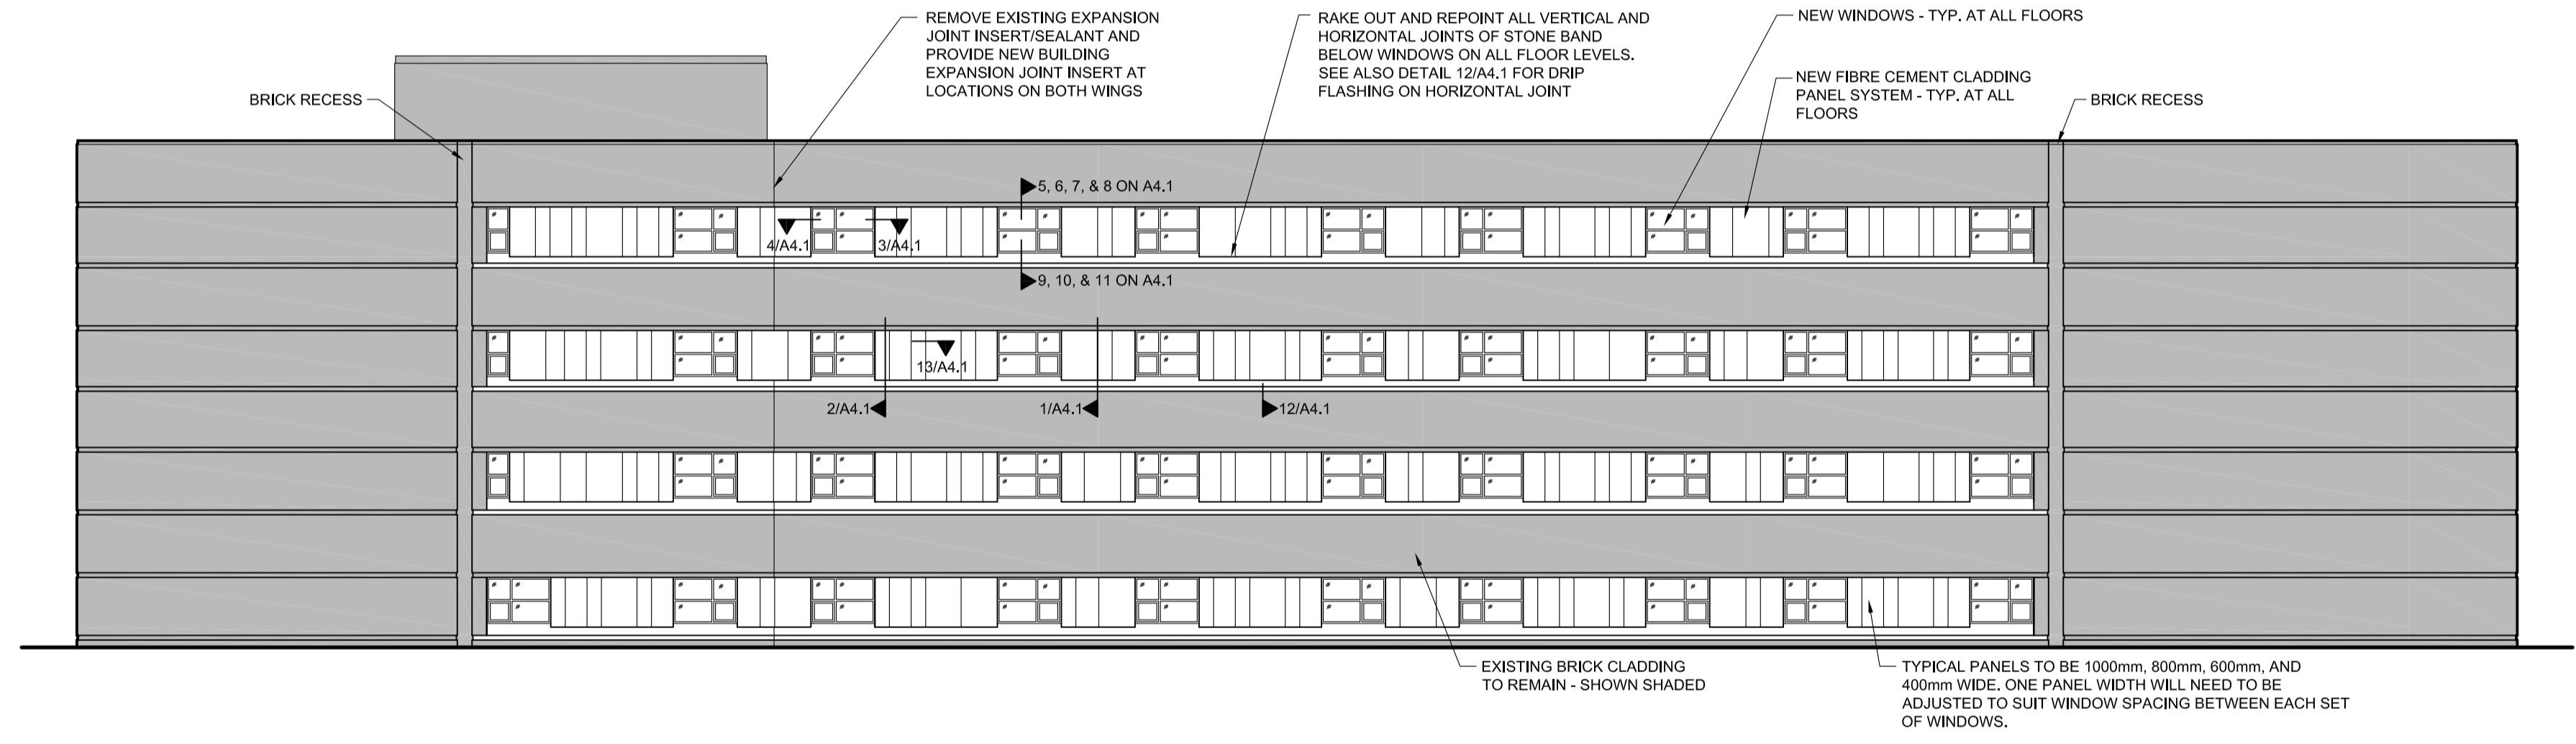 REMOVE EXISTING EXPANSION
JOINT INSERT/SEALANT AND
PROVIDE NEW BUILDING
EXPANSION JOINT INSERT AT
LOCATIONS ON BOTH WINGS
RAKE OUT AND REPOINT ALL VERTICAL AND
HORIZONTAL JOINTS OF STONE BAND
BELOW WINDOWS ON ALL FLOOR LEVELS.
SEE ALSO DETAIL 12/A4.1 FOR DRIP
FLASHING ON HORIZONTAL JOINT
NEW WINDOWS - TYP. AT ALL FLOORS
NEW FIBRE CEMENT CLADDING
PANEL SYSTEM - TYP. AT ALL
FLOORS
BRICK RECESS
BRICK RECESS
5, 6, 7, & 8 ON A4.1
4/A4.1
3/A4.1
9, 10, & 11 ON A4.1
13/A4.1
2/A4.1
1/A4.1
12/A4.1
EXISTING BRICK CLADDING
TO REMAIN - SHOWN SHADED
TYPICAL PANELS TO BE 1000mm, 800mm, 600mm, AND
400mm WIDE. ONE PANEL WIDTH WILL NEED TO BE
ADJUSTED TO SUIT WINDOW SPACING BETWEEN EACH SET
OF WINDOWS.